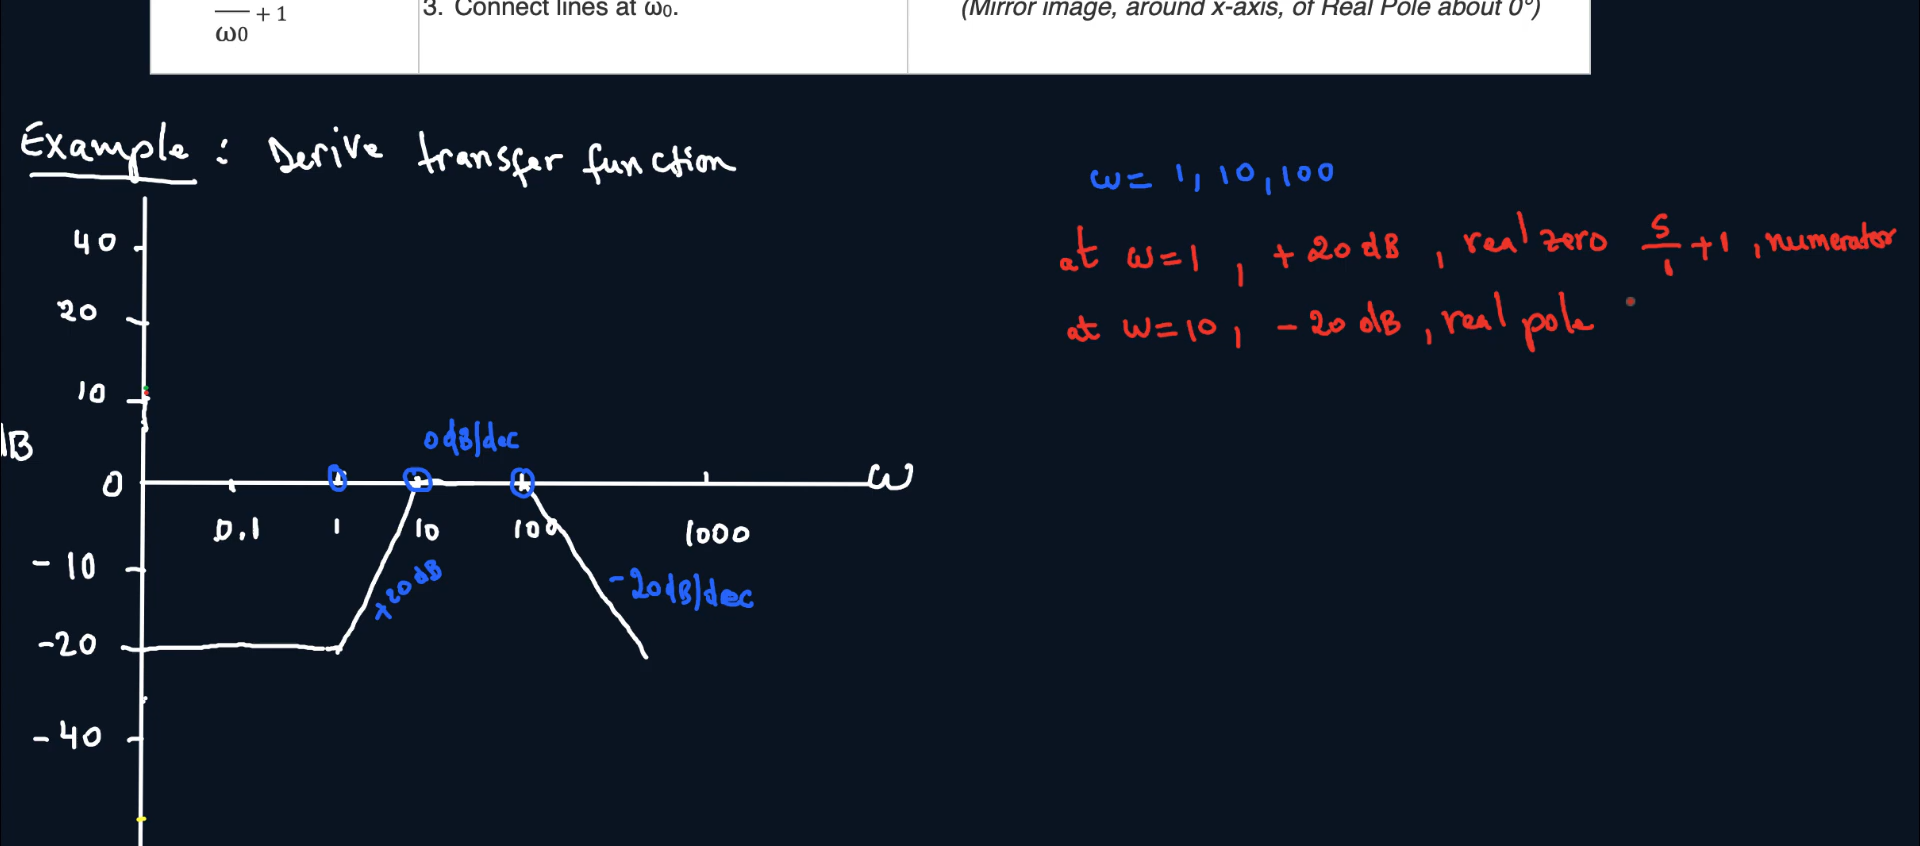 ω0 + 1
3. Connect lines at ω₀.
(Mirror image, around x-axis, of Real Pole about 0°)
Example : Derive transfer function
ω = 1, 10, 100
at ω=1, +20 dB, real zero s/1 + 1, numerator
at ω=10, -20 dB, real pole
40
20
10
dB
0
-10
-20
-40
0 dB/dec
ω
0.1 1 10 100 1000
+20 dB
-20 dB/dec